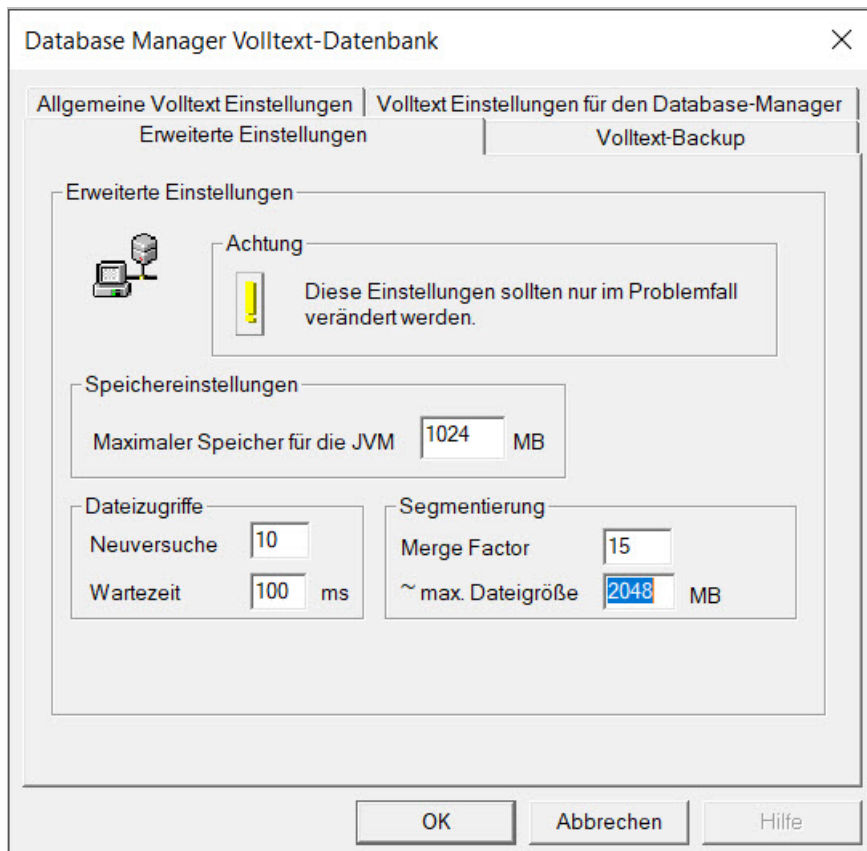 Database Manager Volltext-Datenbank
Allgemeine Volltext Einstellungen
Volltext Einstellungen für den Database-Manager
Erweiterte Einstellungen
Volltext-Backup
Erweiterte Einstellungen
Achtung
Diese Einstellungen sollten nur im Problemfall
verändert werden.
Speichereinstellungen
Maximaler Speicher für die JVM 1024 MB
Dateizugriffe
Neuversuche 10
Wartezeit 100 ms
Segmentierung
Merge Factor 15
~ max. Dateigröße 2048 MB
OK
Abbrechen
Hilfe